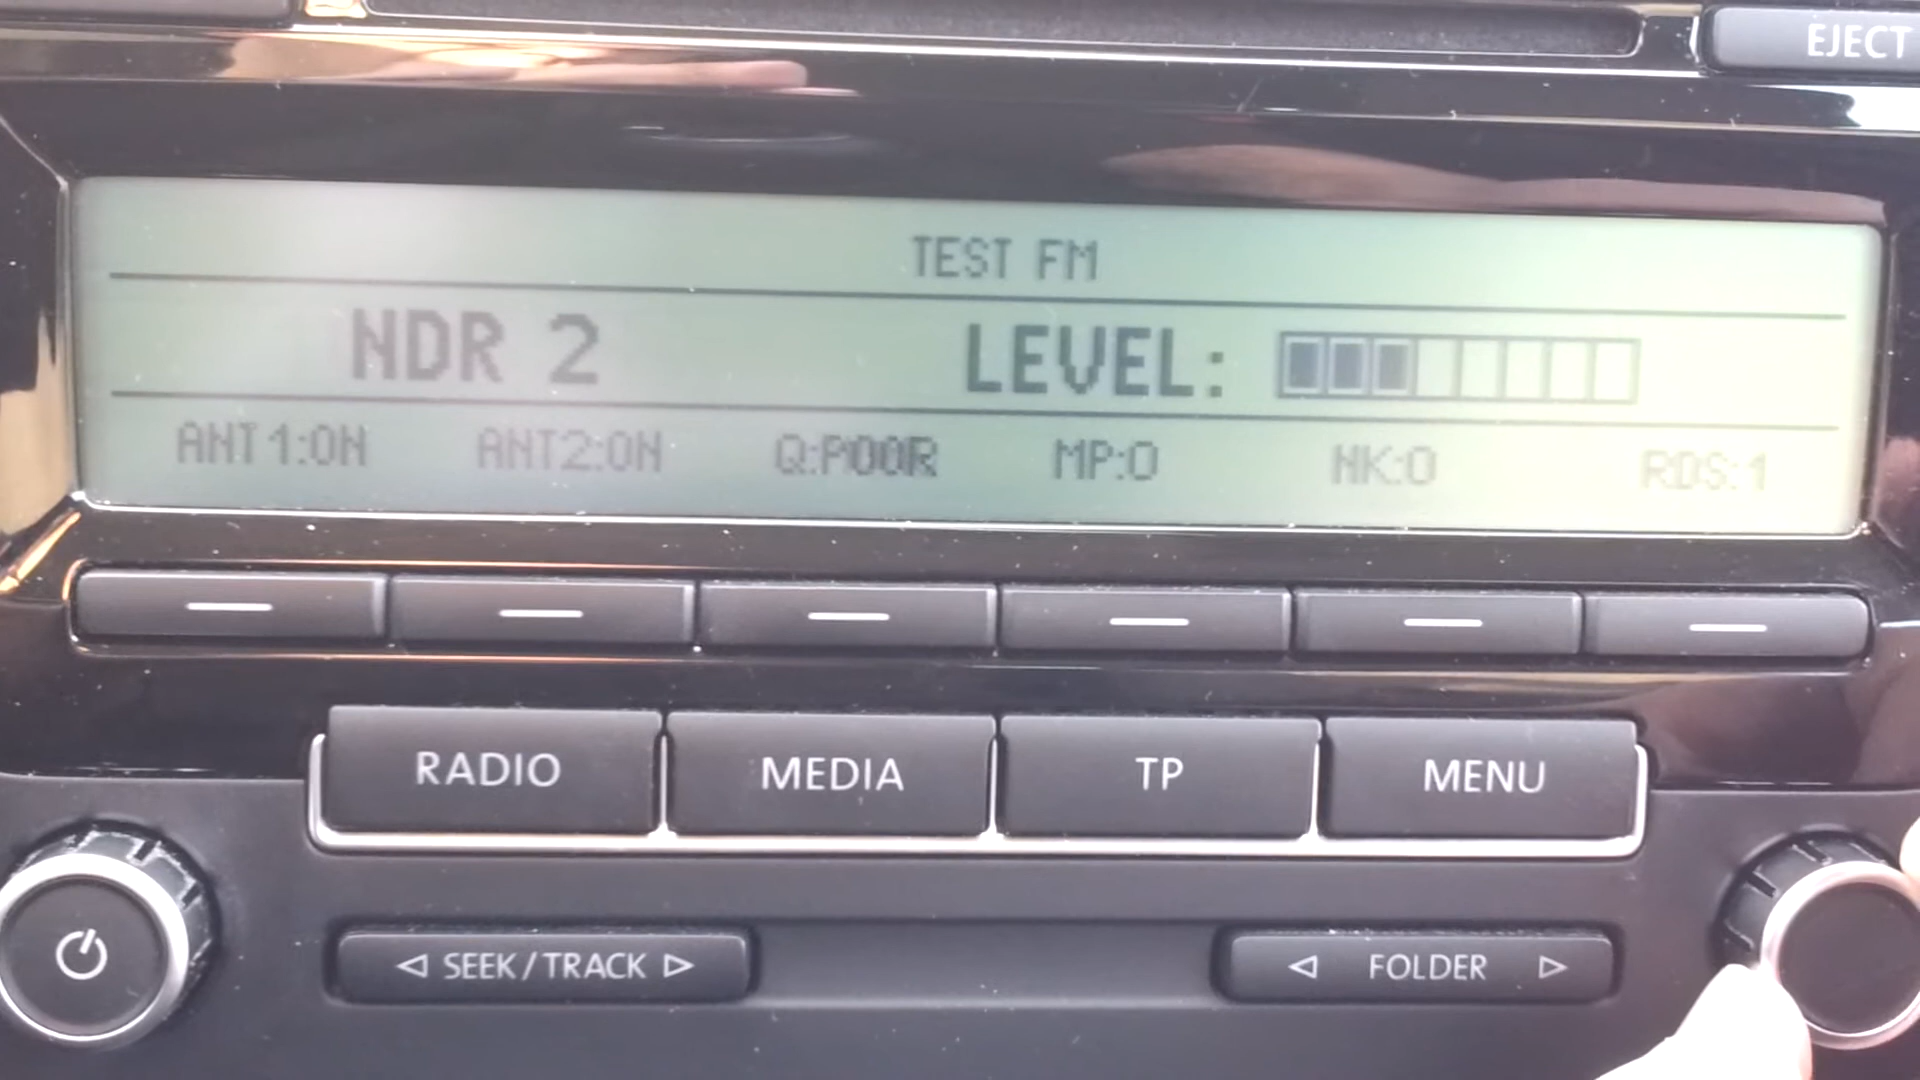 EJECT
TEST FM
NDR 2 LEVEL:
ANT1:ON ANT2:ON Q:POOR MP:0 NK:0 RDS:1
RADIO MEDIA TP MENU
SEEK/TRACK FOLDER